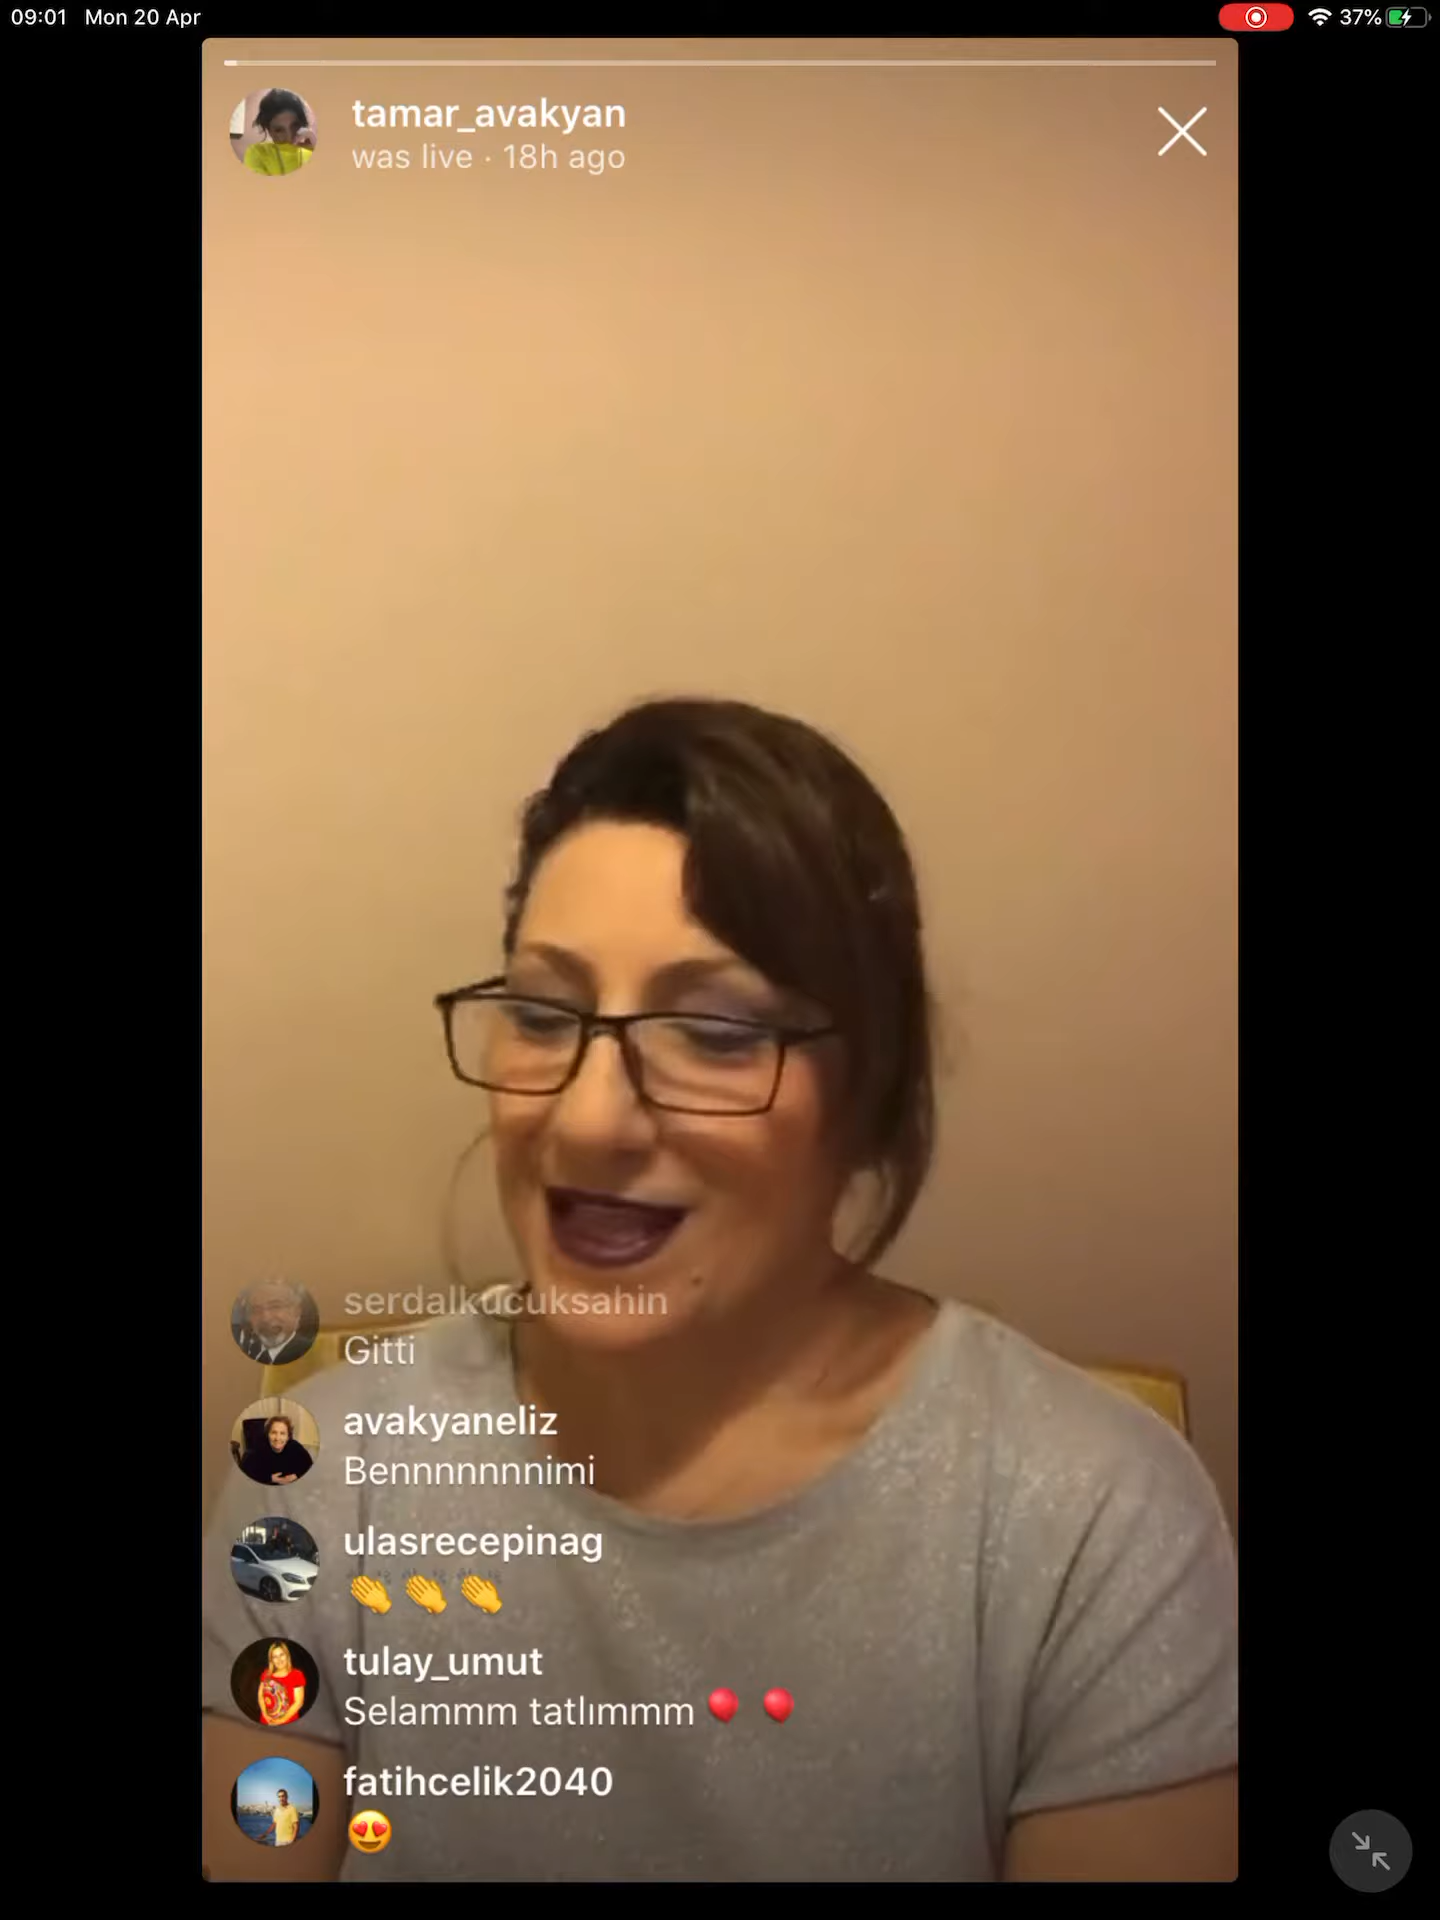 09:01 Mon 20 Apr
37%
tamar_avakyan
was live · 18h ago
serdalkucuksahin
Gitti
avakyaneliz
Bennnnnnnimi
ulasrecepinag
👏👏👏
tulay_umut
Selammm tatlımmm🎈🎈
fatihcelik2040
😍